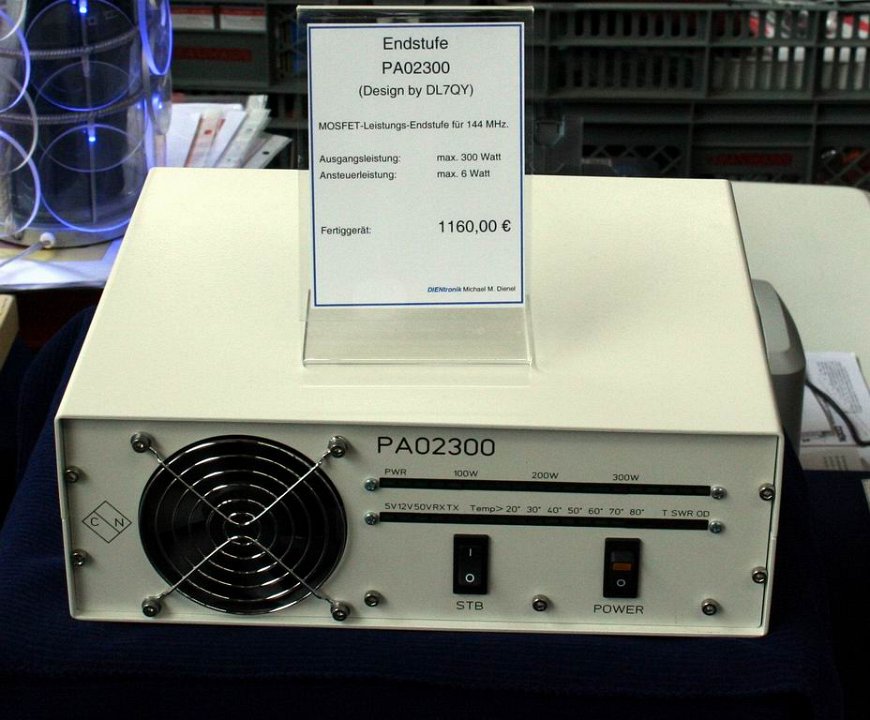 Endstufe
PA02300
(Design by DL7QY)
MOSFET-Leistungs-Endstufe für 144 MHz.
Ausgangsleistung: max. 300 Watt
Ansteuerleistung: max. 6 Watt
Fertiggerät: 1160,00 €
DIENtronik Michael M. Dienel
PA02300
PWR 100W 200W 300W
5V12V50VRXTX Temp> 20° 30° 40° 50° 60° 70° 80° T SWR OD
C N
I O
O
STB
POWER